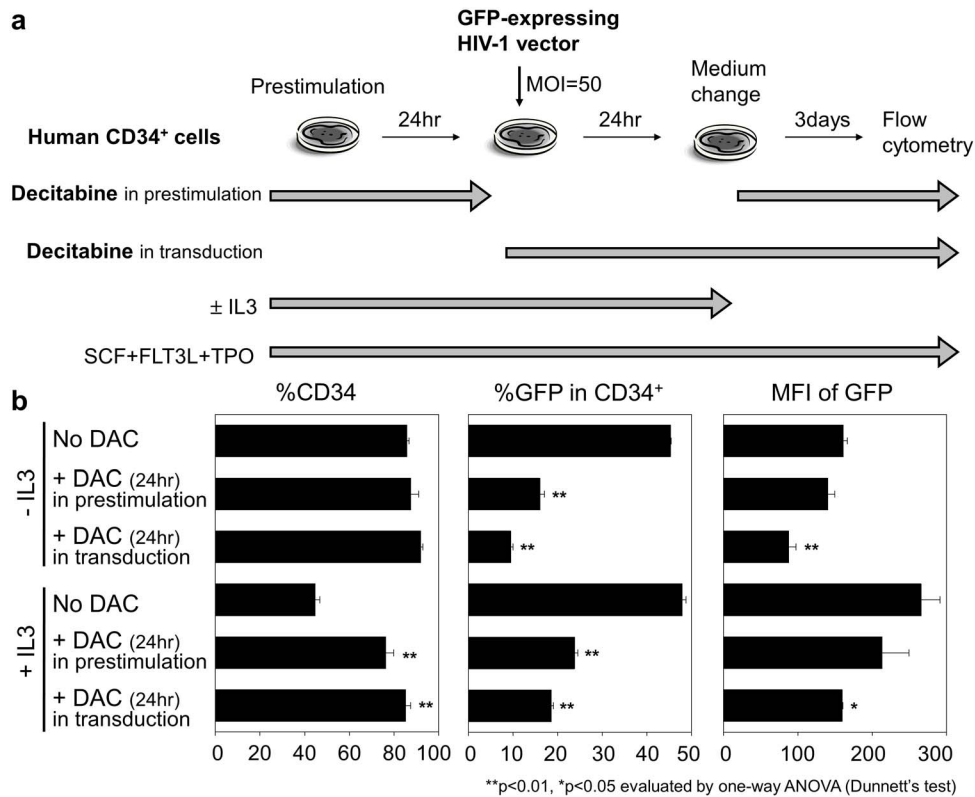 a
GFP-expressing
HIV-1 vector
MOI=50
Prestimulation
Medium
change
Human CD34⁺ cells
24hr
24hr
3days
Flow
cytometry
Decitabine in prestimulation
Decitabine in transduction
± IL3
SCF+FLT3L+TPO
b
%CD34
%GFP in CD34⁺
MFI of GFP
- IL3
No DAC
+ DAC (24hr)
in prestimulation
**
+ DAC (24hr)
in transduction
**
**
+ IL3
No DAC
+ DAC (24hr)
in prestimulation
**
**
+ DAC (24hr)
in transduction
**
**
*
0 20 40 60 80 100
0 10 20 30 40 50
0 100 200 300
**p<0.01, *p<0.05 evaluated by one-way ANOVA (Dunnett's test)